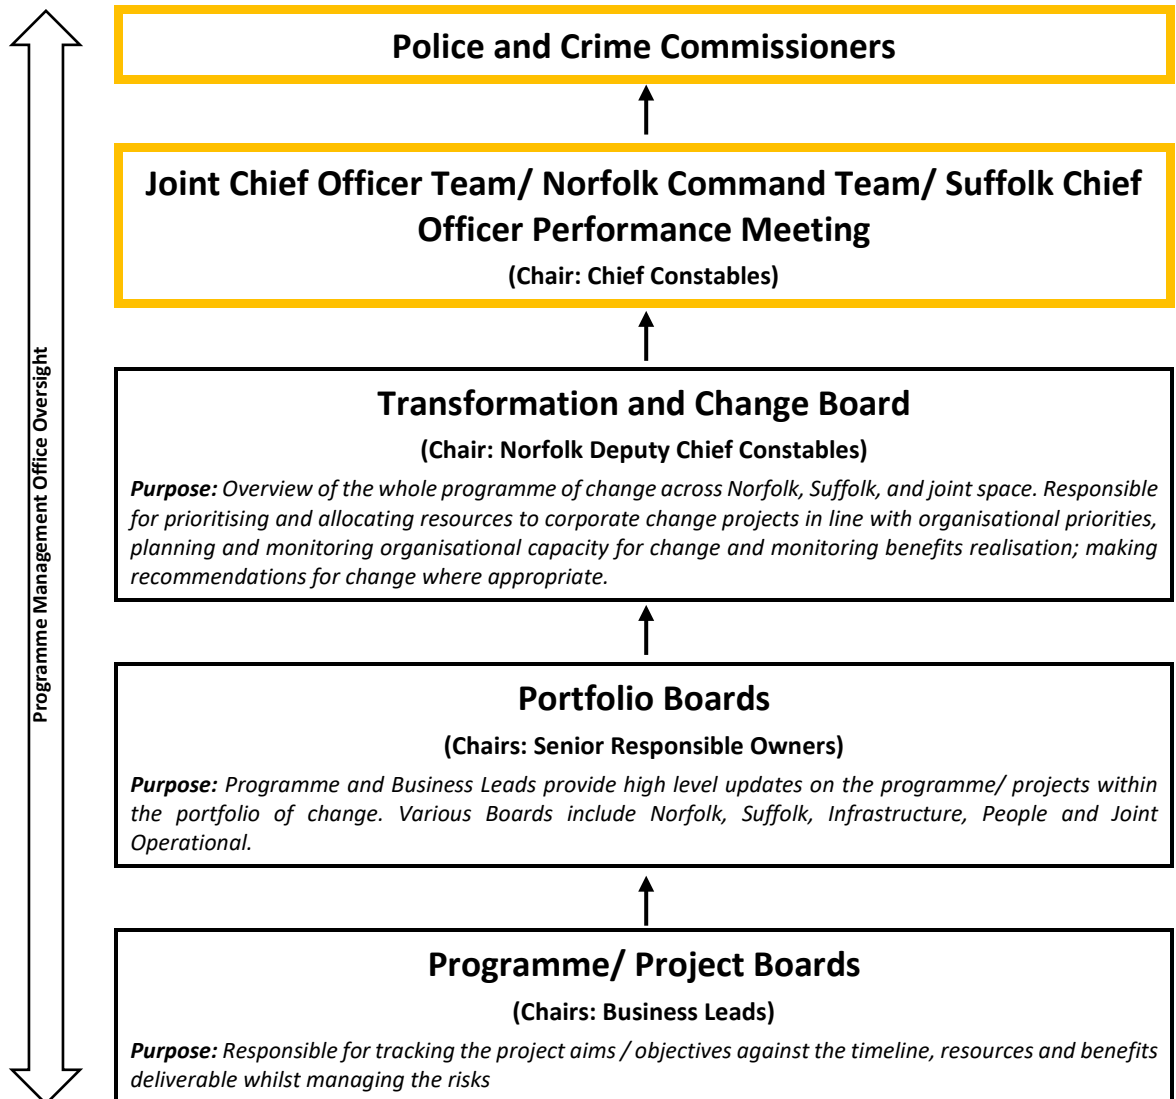 Programme Management Office Oversight
Police and Crime Commissioners
Joint Chief Officer Team/ Norfolk Command Team/ Suffolk Chief
Officer Performance Meeting
(Chair: Chief Constables)
Transformation and Change Board
(Chair: Norfolk Deputy Chief Constables)
Purpose: Overview of the whole programme of change across Norfolk, Suffolk, and joint space. Responsible
for prioritising and allocating resources to corporate change projects in line with organisational priorities,
planning and monitoring organisational capacity for change and monitoring benefits realisation; making
recommendations for change where appropriate.
Portfolio Boards
(Chairs: Senior Responsible Owners)
Purpose: Programme and Business Leads provide high level updates on the programme/ projects within
the portfolio of change. Various Boards include Norfolk, Suffolk, Infrastructure, People and Joint
Operational.
Programme/ Project Boards
(Chairs: Business Leads)
Purpose: Responsible for tracking the project aims / objectives against the timeline, resources and benefits
deliverable whilst managing the risks